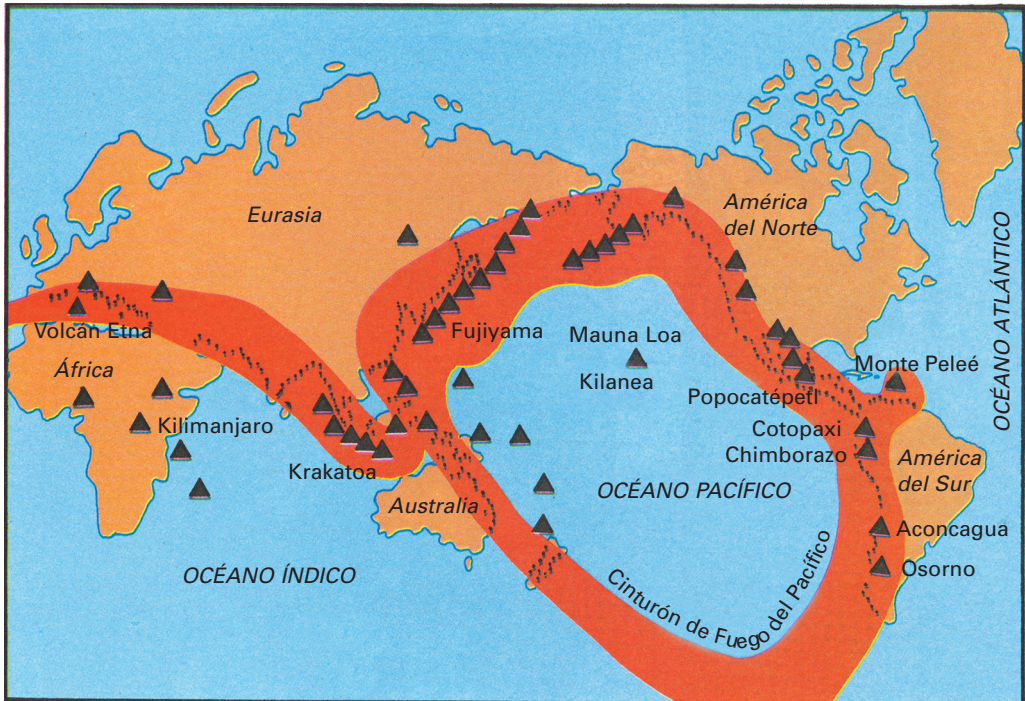 Eurasia
América
del Norte
OCÉANO ATLÁNTICO
Volcán Etna
Fujiyama
Mauna Loa
Kilanea
Monte Peleé
África
Popocatépetl
Kilimanjaro
Cotopaxi
Chimborazo
Krakatoa
América
del Sur
Australia
OCÉANO PACÍFICO
Aconcagua
OCÉANO ÍNDICO
Osorno
Cinturón de Fuego del Pacífico